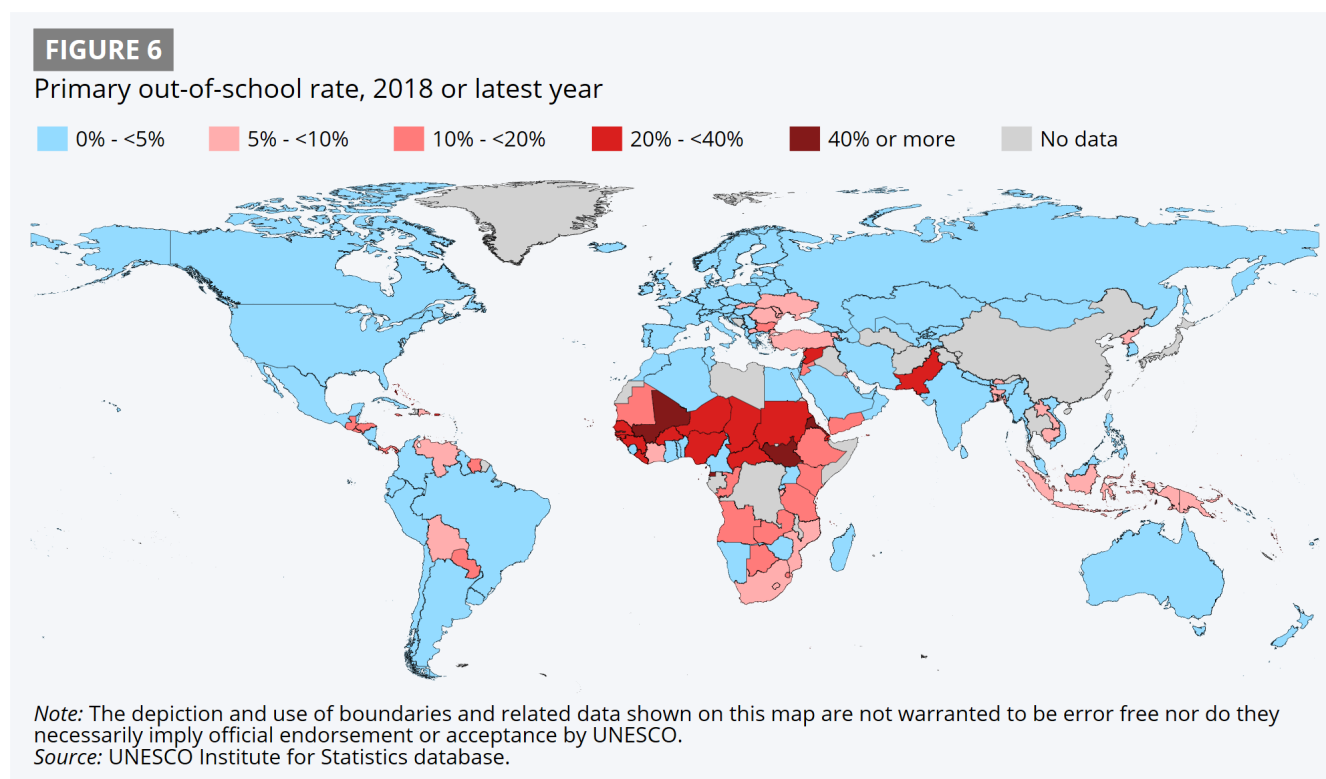 FIGURE 6
Primary out-of-school rate, 2018 or latest year
0% - <5% 5% - <10% 10% - <20% 20% - <40% 40% or more No data
Note: The depiction and use of boundaries and related data shown on this map are not warranted to be error free nor do they
necessarily imply official endorsement or acceptance by UNESCO.
Source: UNESCO Institute for Statistics database.